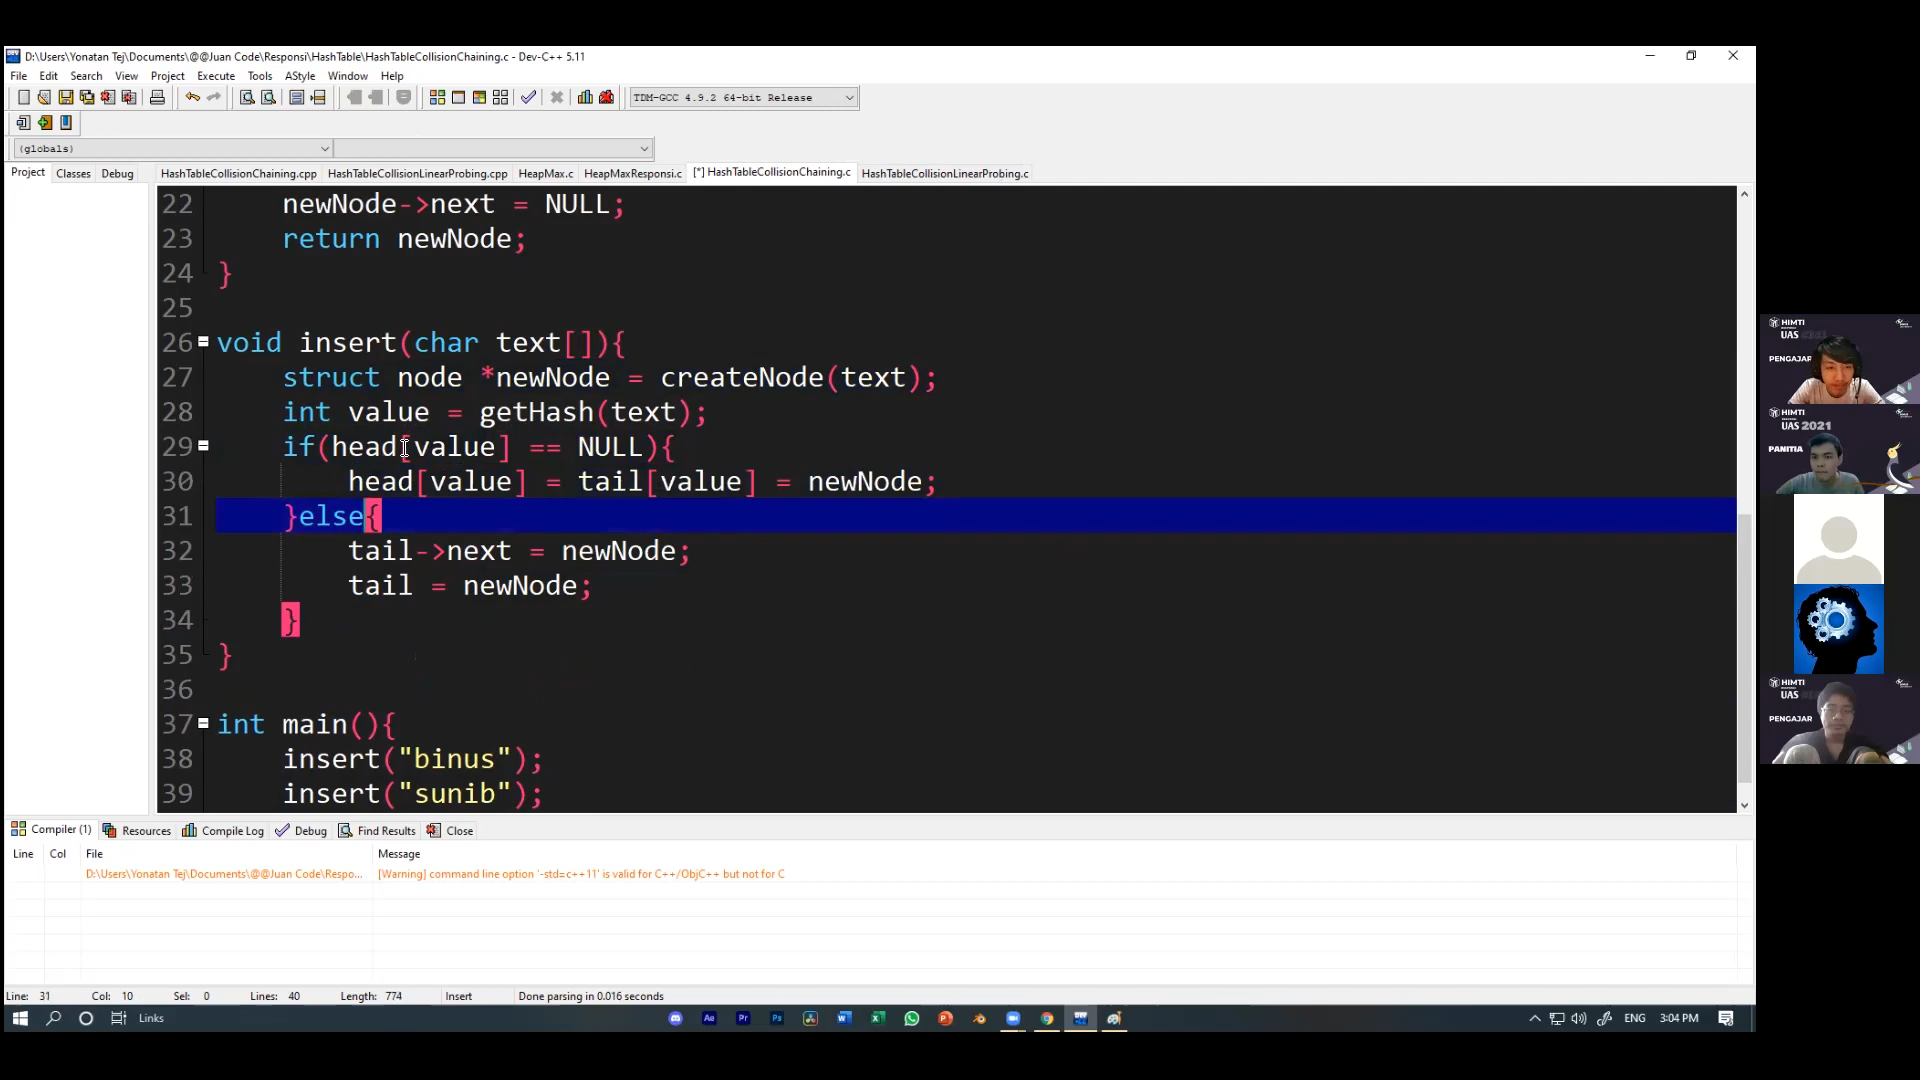 D:\Users\Yonatan Tej\Documents\@@Juan Code\Responsi\HashTable\HashTableCollisionChaining.c - Dev-C++ 5.11
File Edit Search View Project Execute Tools AStyle Window Help
TDM-GCC 4.9.2 64-bit Release
(globals)
Project Classes Debug HashTableCollisionChaining.cpp HashTableCollisionLinearProbing.cpp HeapMax.c HeapMaxResponsi.c [*] HashTableCollisionChaining.c HashTableCollisionLinearProbing.c
22 newNode->next = NULL;
23 return newNode;
24 }
25
26 void insert(char text[]){
27 struct node *newNode = createNode(text);
28 int value = getHash(text);
29 if(head[value] == NULL){
30 head[value] = tail[value] = newNode;
31 }else{
32 tail->next = newNode;
33 tail = newNode;
34 }
35 }
36
37 int main(){
38 insert("binus");
39 insert("sunib");
Compiler (1) Resources Compile Log Debug Find Results Close
Line Col File Message
D:\Users\Yonatan Tej\Documents\@@Juan Code\Respo... [Warning] command line option '-std=c++11' is valid for C++/ObjC++ but not for C
Line: 31 Col: 10 Sel: 0 Lines: 40 Length: 774 Insert Done parsing in 0.016 seconds
Links
ENG 3:04 PM
HIMTI
UAS
PENGAJAR
HIMTI
UAS 2021
PANITIA
HIMTI
UAS
PENGAJAR